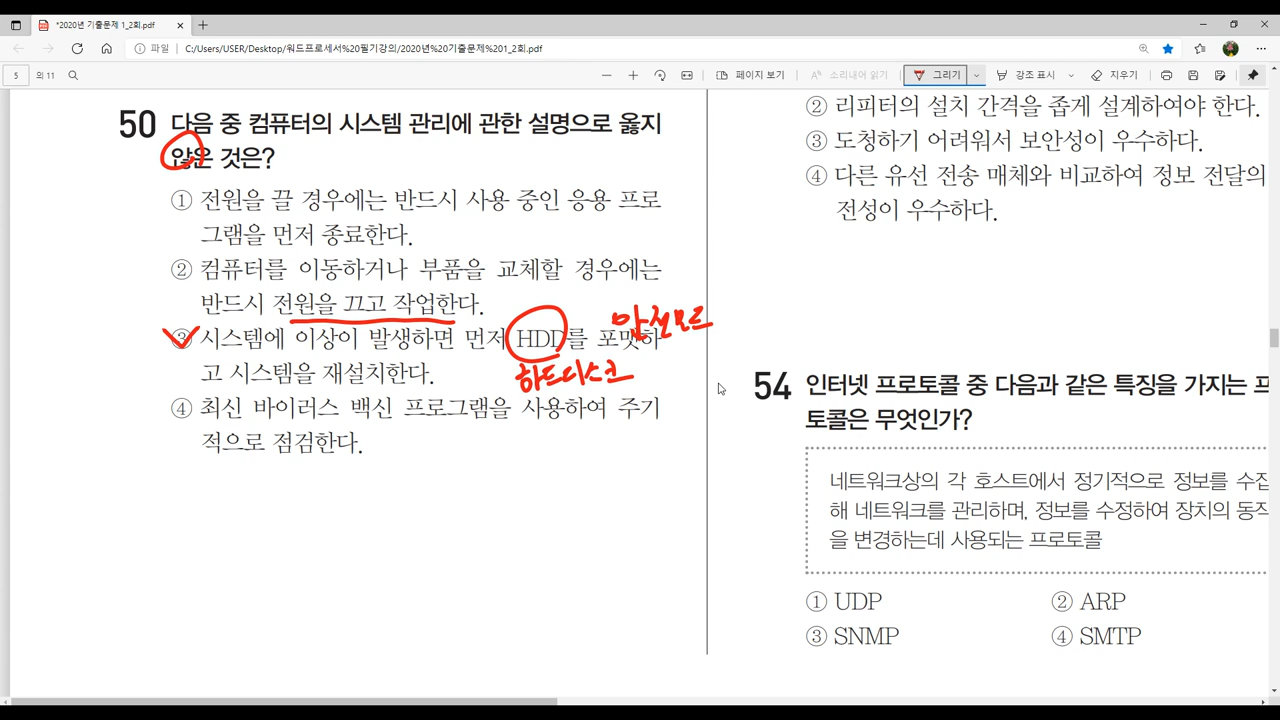 *2020년 기출문제 1_2회.pdf
파일 C:/Users/USER/Desktop/워드프로세서%20필기강의/2020년%20기출문제%201_2회.pdf
5 의 11 페이지 보기 소리내어 읽기 그리기 강조 표시 지우기
50 다음 중 컴퓨터의 시스템 관리에 관한 설명으로 옳지
않은 것은?
① 전원을 끌 경우에는 반드시 사용 중인 응용 프로
그램을 먼저 종료한다.
② 컴퓨터를 이동하거나 부품을 교체할 경우에는
반드시 전원을 끄고 작업한다.
안전모드
③ 시스템에 이상이 발생하면 먼저 HDD를 포맷하
고 시스템을 재설치한다.
하드디스크
④ 최신 바이러스 백신 프로그램을 사용하여 주기
적으로 점검한다.
② 리피터의 설치 간격을 좁게 설계하여야 한다.
③ 도청하기 어려워서 보안성이 우수하다.
④ 다른 유선 전송 매체와 비교하여 정보 전달의
전성이 우수하다.
54 인터넷 프로토콜 중 다음과 같은 특징을 가지는 프
토콜은 무엇인가?
네트워크상의 각 호스트에서 정기적으로 정보를 수집
해 네트워크를 관리하며, 정보를 수정하여 장치의 동작
을 변경하는데 사용되는 프로토콜
① UDP ② ARP
③ SNMP ④ SMTP